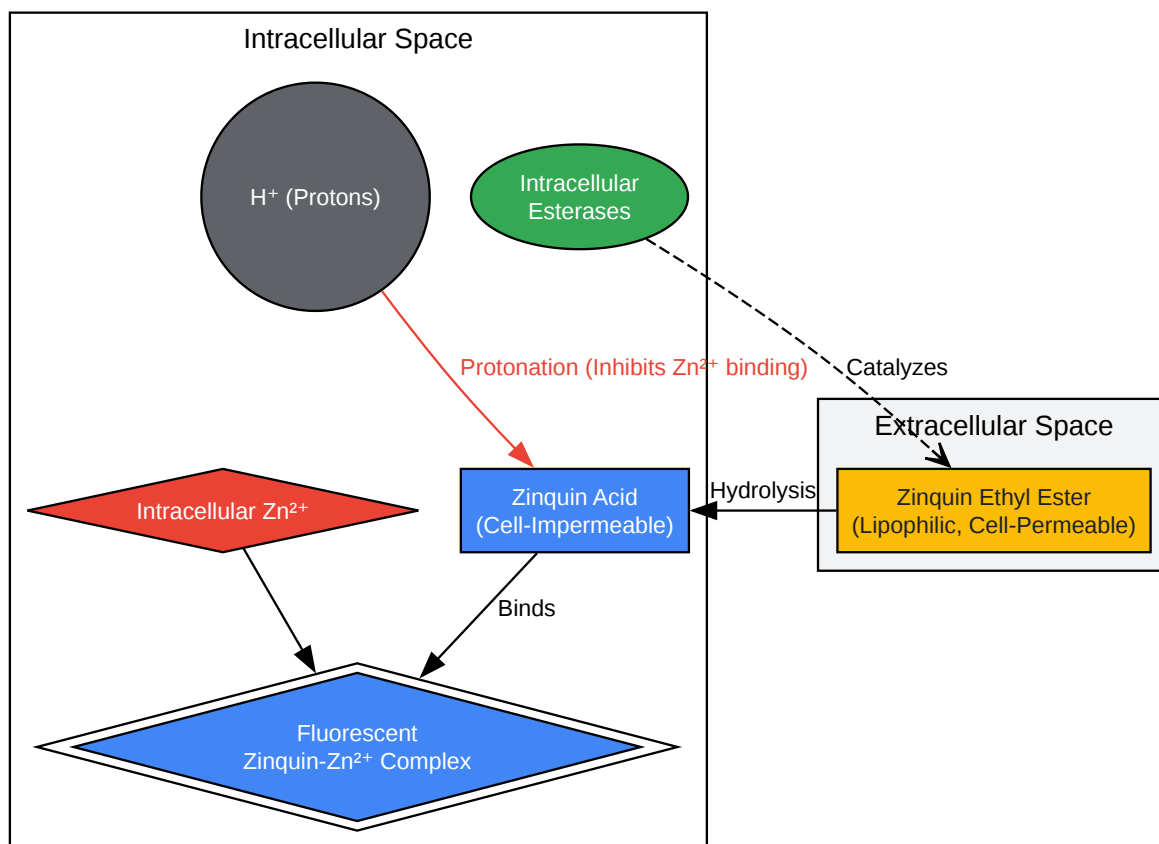 Intracellular Space
H⁺ (Protons)
Intracellular
Esterases
Protonation (Inhibits Zn²⁺ binding)
Catalyzes
Extracellular Space
Intracellular Zn²⁺
Zinquin Acid
(Cell-Impermeable)
Hydrolysis
Zinquin Ethyl Ester
(Lipophilic, Cell-Permeable)
Binds
Fluorescent
Zinquin-Zn²⁺ Complex